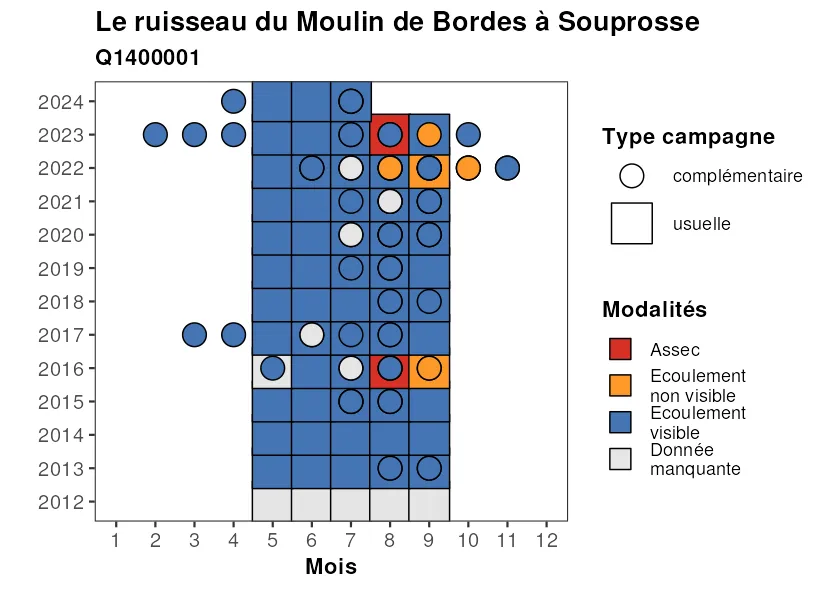 Le ruisseau du Moulin de Bordes à Souprosse
Q1400001
2024
2023
2022
2021
2020
2019
2018
2017
2016
2015
2014
2013
2012
1 2 3 4 5 6 7 8 9 10 11 12
Mois
Type campagne
complémentaire
usuelle
Modalités
Assec
Ecoulement
non visible
Ecoulement
visible
Donnée
manquante